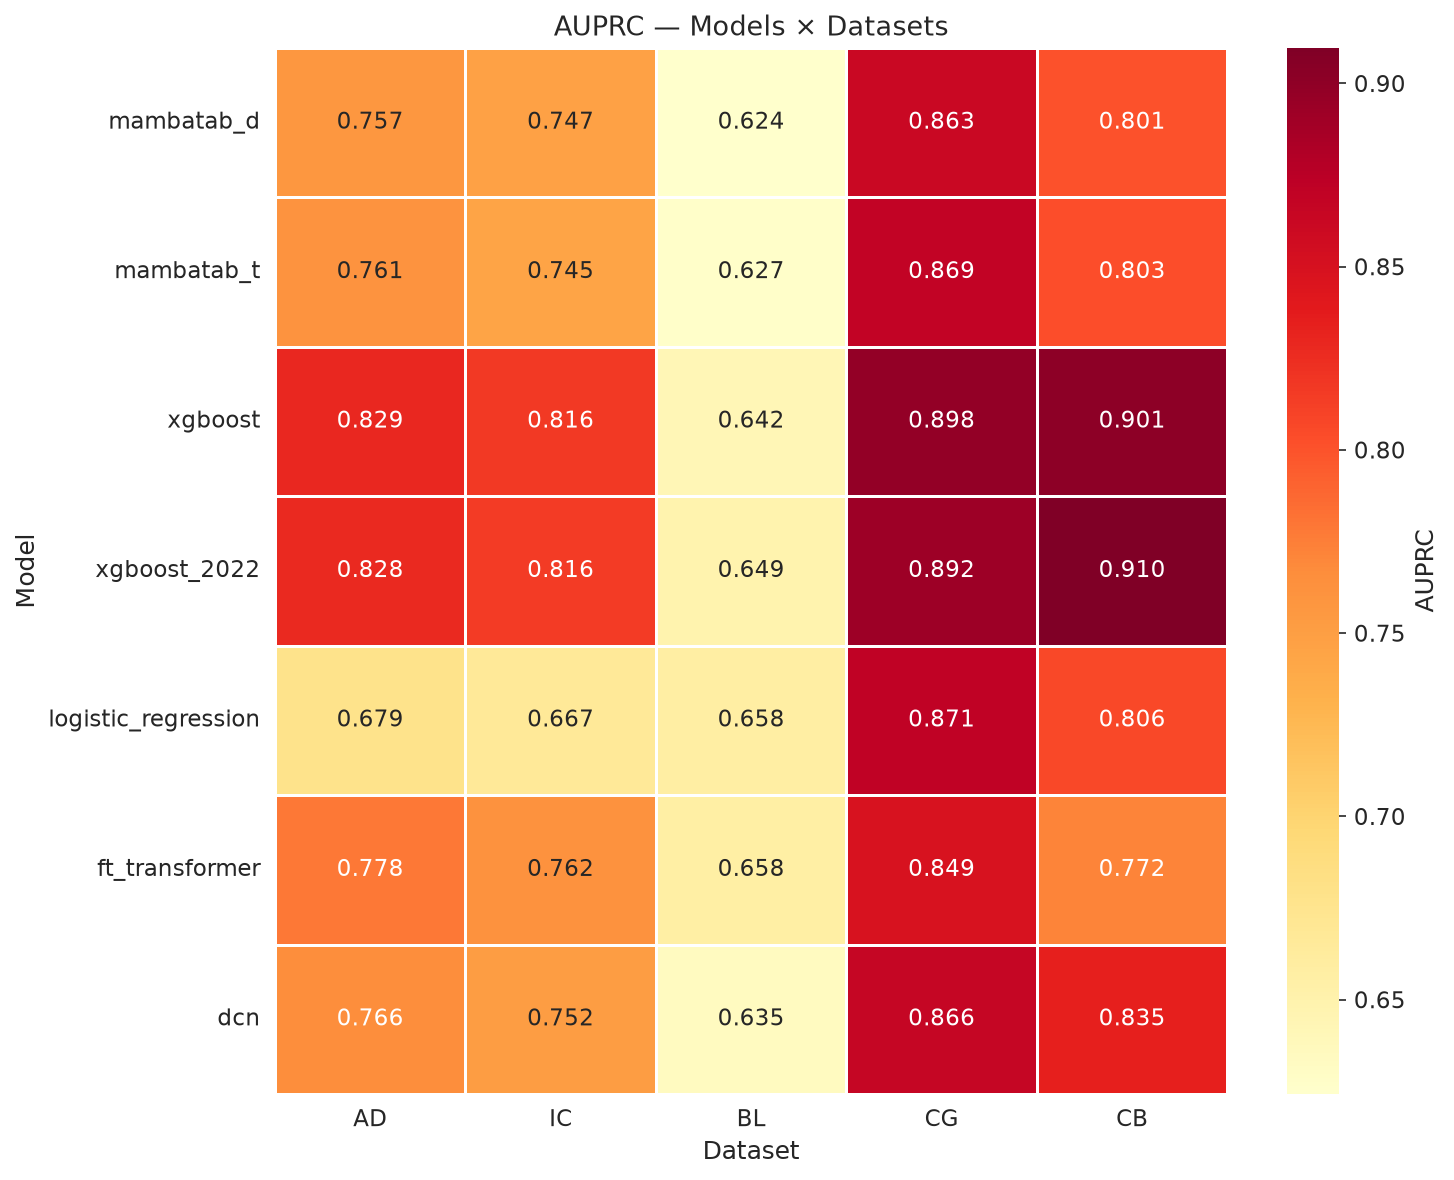 AUPRC — Models × Datasets
mambatab_d 0.757 0.747 0.624 0.863 0.801
mambatab_t 0.761 0.745 0.627 0.869 0.803
xgboost 0.829 0.816 0.642 0.898 0.901
xgboost_2022 0.828 0.816 0.649 0.892 0.910
logistic_regression 0.679 0.667 0.658 0.871 0.806
ft_transformer 0.778 0.762 0.658 0.849 0.772
dcn 0.766 0.752 0.635 0.866 0.835
AD IC BL CG CB
Dataset
Model
0.90
0.85
0.80
0.75
0.70
0.65
AUPRC